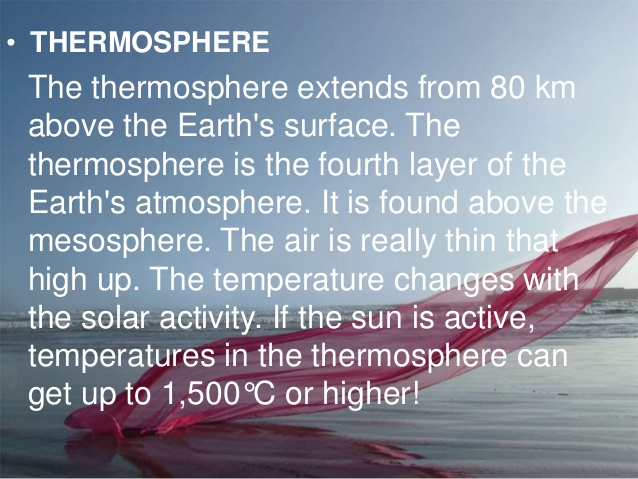 • THERMOSPHERE
The thermosphere extends from 80 km
above the Earth's surface. The
thermosphere is the fourth layer of the
Earth's atmosphere. It is found above the
mesosphere. The air is really thin that
high up. The temperature changes with
the solar activity. If the sun is active,
temperatures in the thermosphere can
get up to 1,500°C or higher!